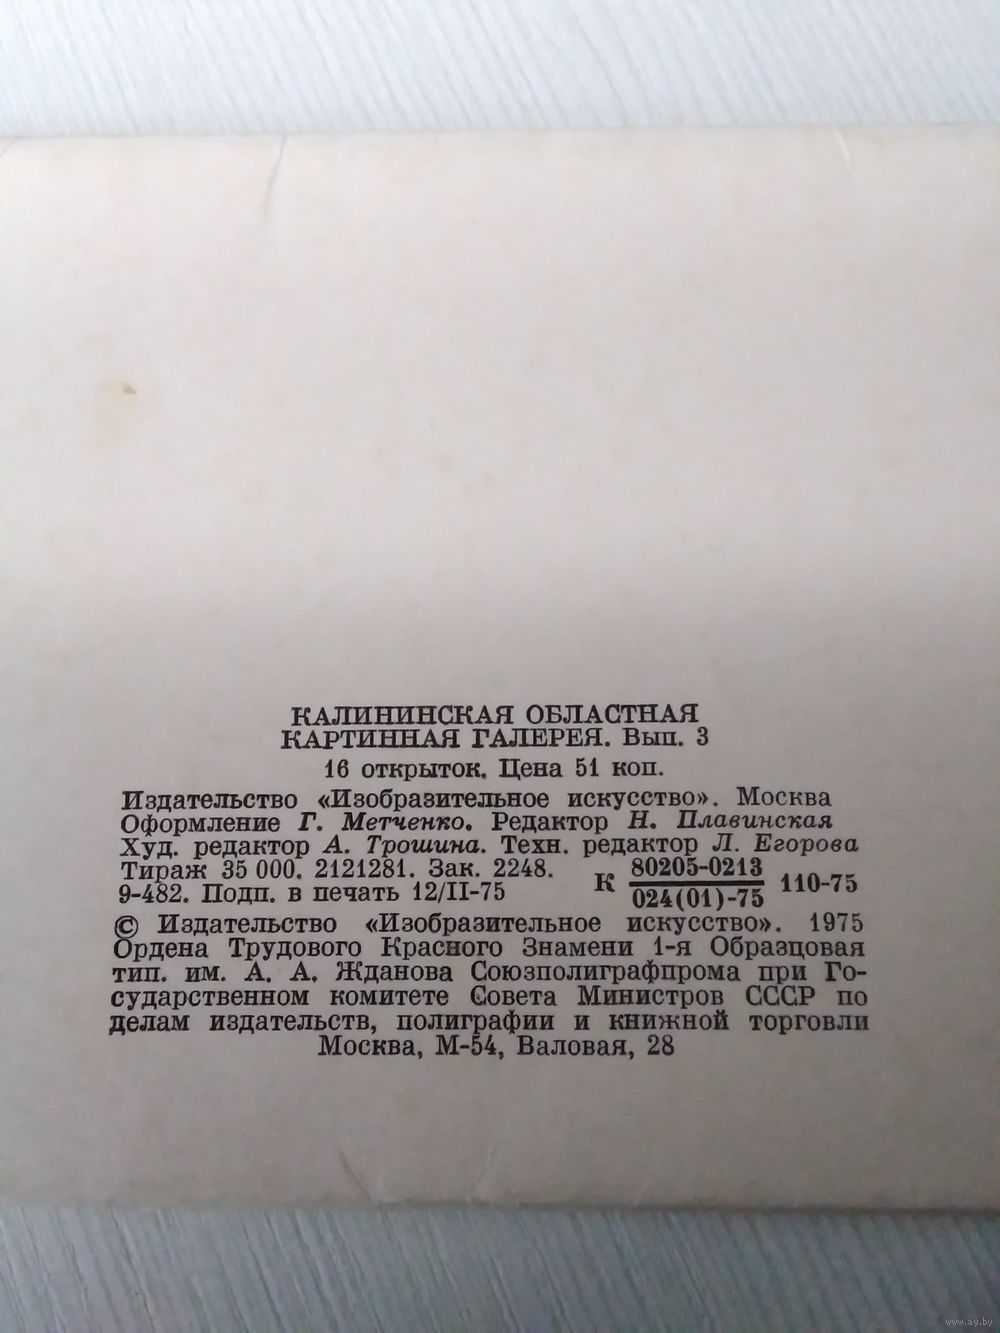 КАЛИНИНСКАЯ ОБЛАСТНАЯ
КАРТИННАЯ ГАЛЕРЕЯ. Вып. 3
16 открыток. Цена 51 коп.
Издательство «Изобразительное искусство». Москва
Оформление Г. Метченко. Редактор Н. Плавинская
Худ. редактор А. Трошина. Техн. редактор Л. Егорова
Тираж 35 000. 2121281. Зак. 2248.
9-482. Подп. в печать 12/II-75
К 80205-0213 110-75
024(01)-75
© Издательство «Изобразительное искусство». 1975
Ордена Трудового Красного Знамени 1-я Образцовая
тип. им. А. А. Жданова Союзполиграфпрома при Го-
сударственном комитете Совета Министров СССР по
делам издательств, полиграфии и книжной торговли
Москва, М-54, Валовая, 28
www.ay.by